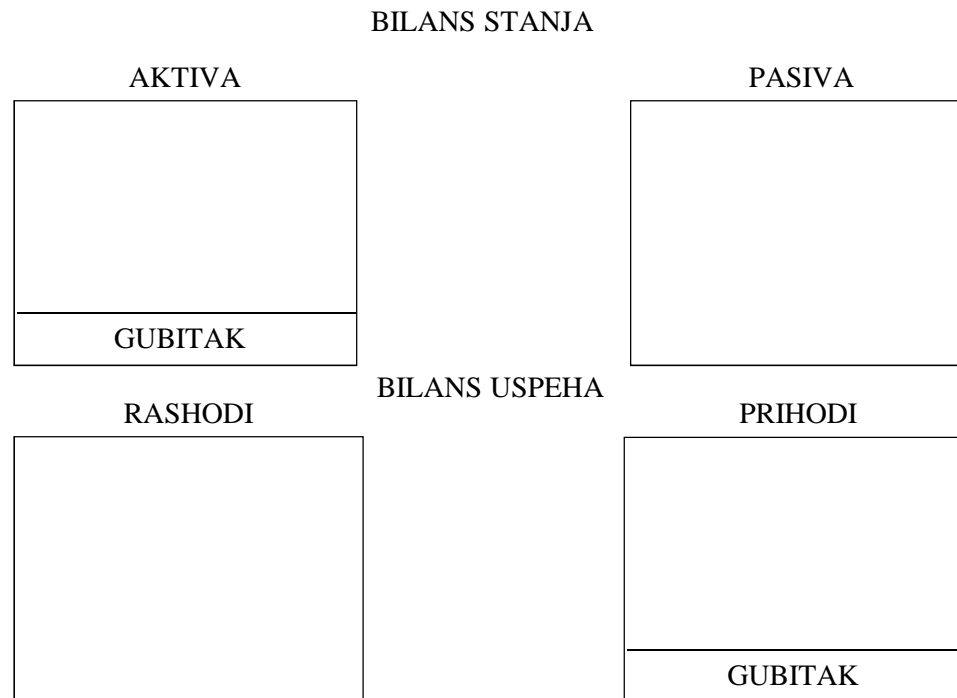 BILANS STANJA
AKTIVA
PASIVA
GUBITAK
BILANS USPEHA
RASHODI
PRIHODI
GUBITAK